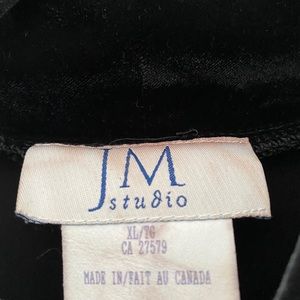 JM
studio
XL/TG
CA 27579
MADE IN/FAIT AU CANADA